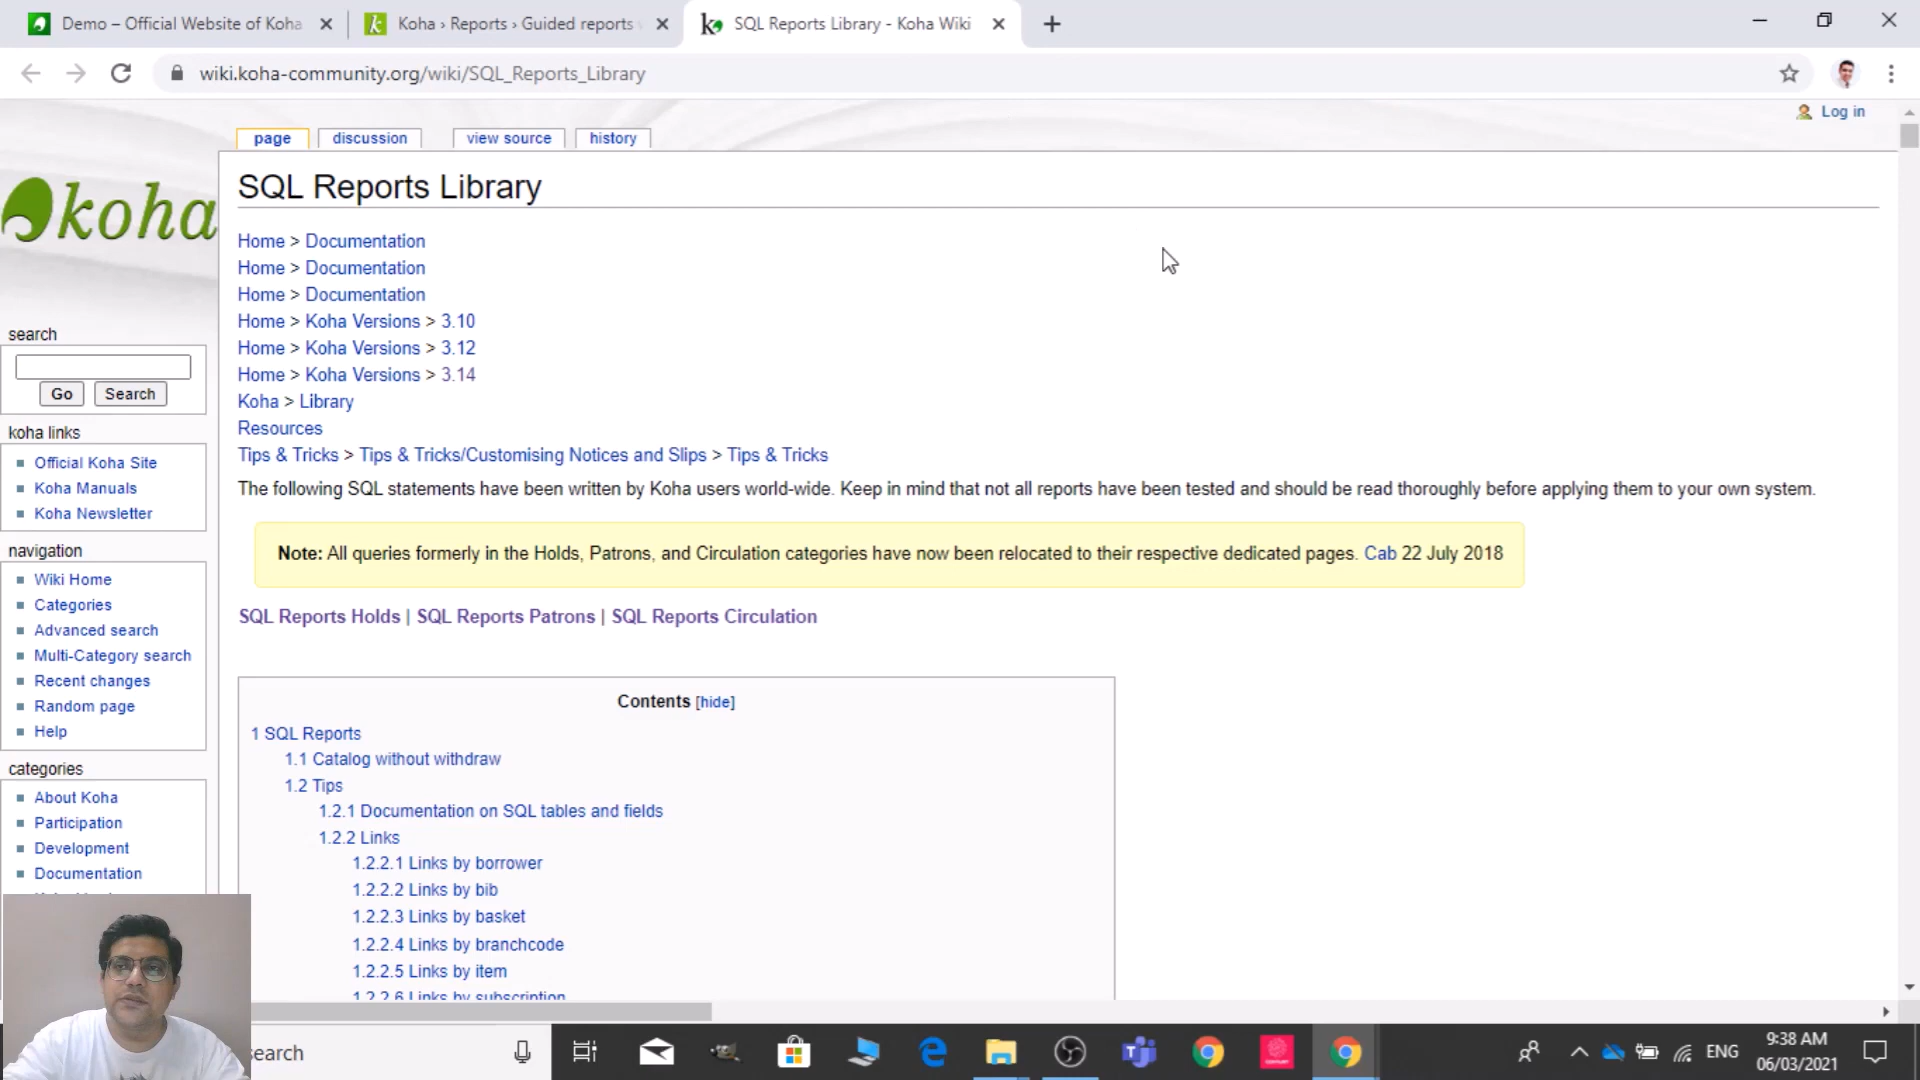 Demo – Official Website of Koha
Koha › Reports › Guided reports
SQL Reports Library - Koha Wiki
wiki.koha-community.org/wiki/SQL_Reports_Library
Log in
page
discussion
view source
history
koha
SQL Reports Library
Home > Documentation
Home > Documentation
Home > Documentation
Home > Koha Versions > 3.10
Home > Koha Versions > 3.12
Home > Koha Versions > 3.14
Koha > Library
Resources
Tips & Tricks > Tips & Tricks/Customising Notices and Slips > Tips & Tricks
The following SQL statements have been written by Koha users world-wide. Keep in mind that not all reports have been tested and should be read thoroughly before applying them to your own system.
Note: All queries formerly in the Holds, Patrons, and Circulation categories have now been relocated to their respective dedicated pages. Cab 22 July 2018
SQL Reports Holds | SQL Reports Patrons | SQL Reports Circulation
Contents [hide]
1 SQL Reports
1.1 Catalog without withdraw
1.2 Tips
1.2.1 Documentation on SQL tables and fields
1.2.2 Links
1.2.2.1 Links by borrower
1.2.2.2 Links by bib
1.2.2.3 Links by basket
1.2.2.4 Links by branchcode
1.2.2.5 Links by item
1.2.2.6 Links by subscription
search
Go
Search
koha links
Official Koha Site
Koha Manuals
Koha Newsletter
navigation
Wiki Home
Categories
Advanced search
Multi-Category search
Recent changes
Random page
Help
categories
About Koha
Participation
Development
Documentation
earch
ENG
9:38 AM
06/03/2021